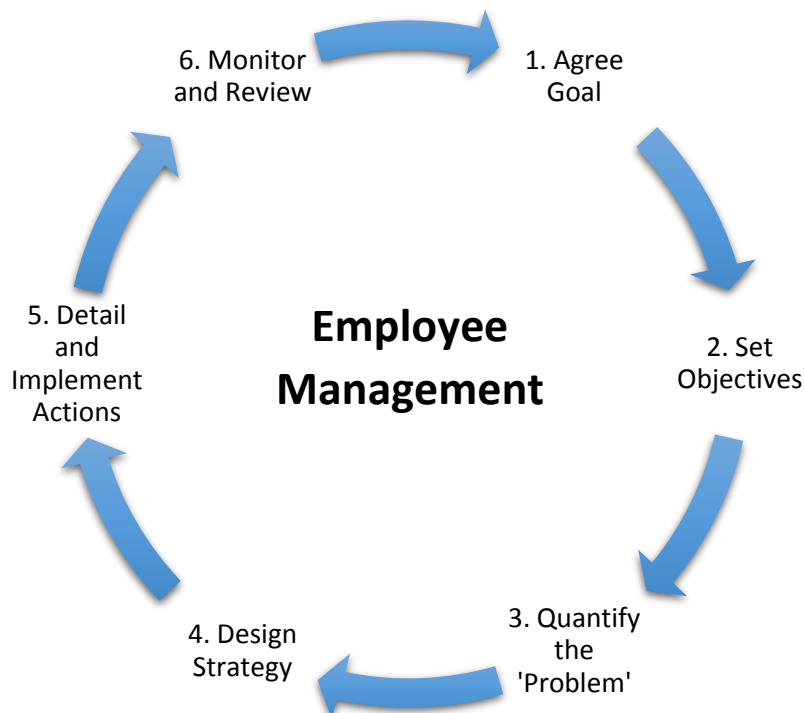 1. Agree
Goal
2. Set
Objectives
3. Quantify
the
'Problem'
4. Design
Strategy
5. Detail
and
Implement
Actions
6. Monitor
and Review
Employee
Management